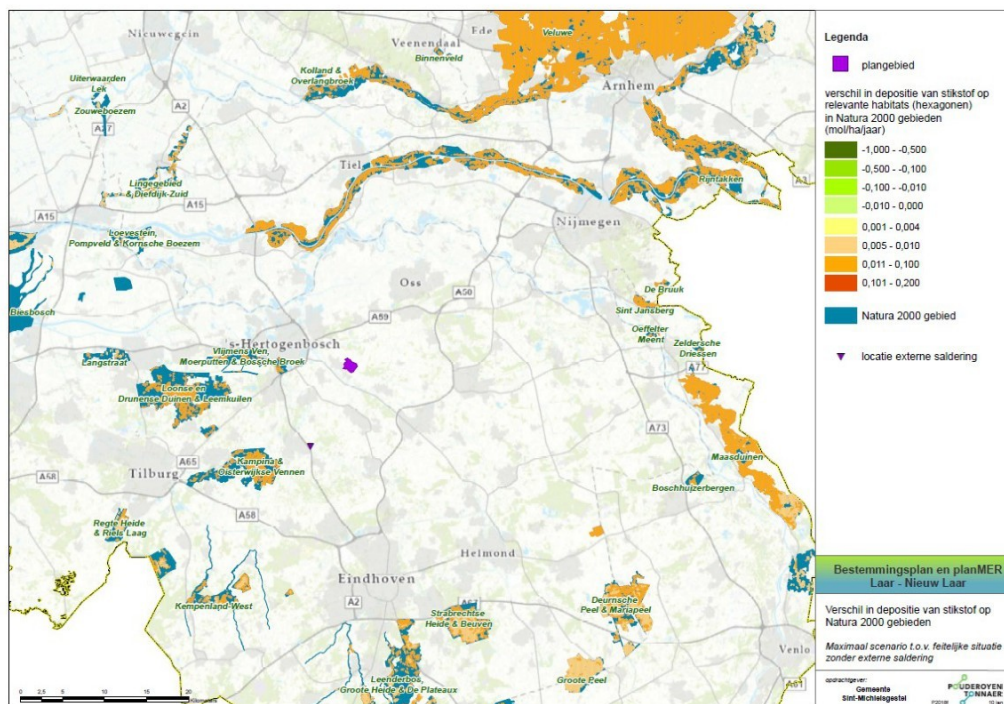 Nieuwegein
Veenendaal
Ede
Veluwe
Binnenveld
Kolland &
Overlangbroek
Arnhem
Uiterwaarden
Lek
Zouweboezem
A2
A27
Tiel
Lingegebied
& Diefdijk-Zuid
Rijntakken
A3
A15
A15
Nijmegen
Loevestein,
Pompveld & Kornsche Boezem
Oss
A50
De Bruuk
Sint Jansberg
Biesbosch
A59
Oeffelter
Meent
Zeldersche
Driessen
's-Hertogenbosch
Vlijmens Ven,
Moerputten & Bossche Broek
Langstraat
A77
Loonse en
Drunense Duinen & Leemkuilen
A73
Kampina &
Oisterwijkse Vennen
A65
Maasduinen
A58
Tilburg
Boschhuizerbergen
A58
Regte Heide
& Riels Laag
Helmond
Eindhoven
Kempenland-West
A2
A67
Strabrechtse
Heide & Beuven
Deurnsche
Peel & Mariapeel
Venlo
Leenderbos,
Groote Heide & De Plateaux
Groote Peel
A61
0 2,5 5 10 15 20
Legenda
plangebied
verschil in depositie van stikstof op
relevante habitats (hexagonen)
in Natura 2000 gebieden
(mol/ha/jaar)
-1,000 - -0,500
-0,500 - -0,100
-0,100 - -0,010
-0,010 - 0,000
0,001 - 0,004
0,005 - 0,010
0,011 - 0,100
0,101 - 0,200
Natura 2000 gebied
locatie externe saldering
Bestemmingsplan en planMER
Laar - Nieuw Laar
Verschil in depositie van stikstof op
Natura 2000 gebieden
Maximaal scenario t.o.v. feitelijke situatie
zonder externe saldering
opdrachtgever:
Gemeente
Sint-Michielsgestel
POUDEROYEN
TONNAER